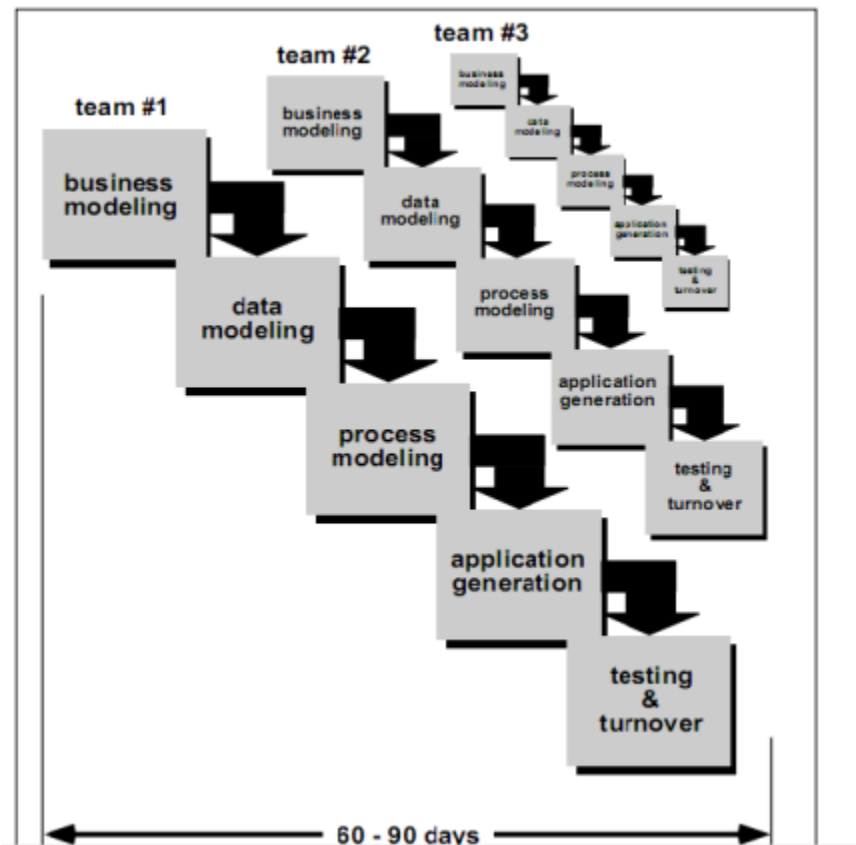 team #1
business
modeling
data
modeling
process
modeling
application
generation
testing
&
turnover
team #2
business
modeling
data
modeling
process
modeling
application
generation
testing
&
turnover
team #3
business
modeling
data
modeling
process
modeling
application
generation
testing
&
turnover
60 - 90 days